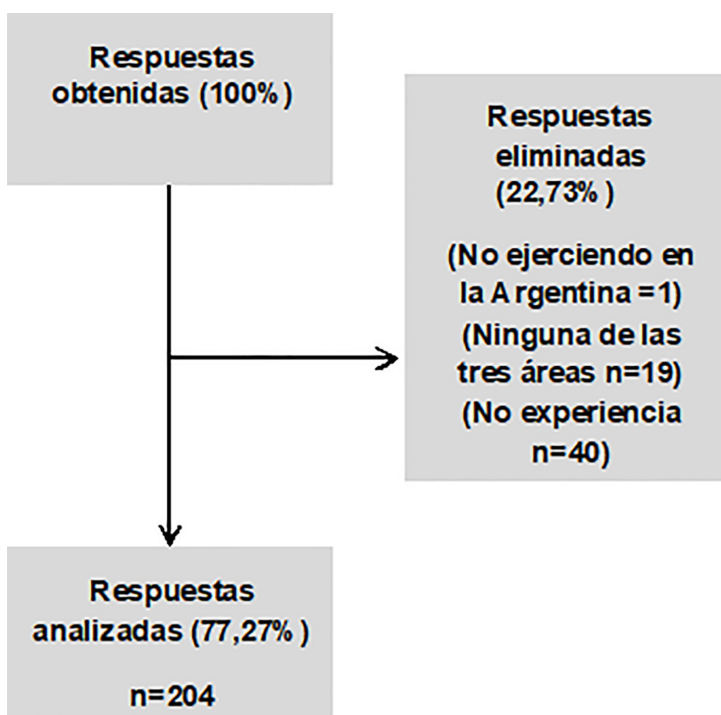 Respuestas
obtenidas (100%)
Respuestas
eliminadas
(22,73%)
(No ejerciendo en
la Argentina =1)
(Ninguna de las
tres áreas n=19)
(No experiencia
n=40)
Respuestas
analizadas (77,27%)
n=204